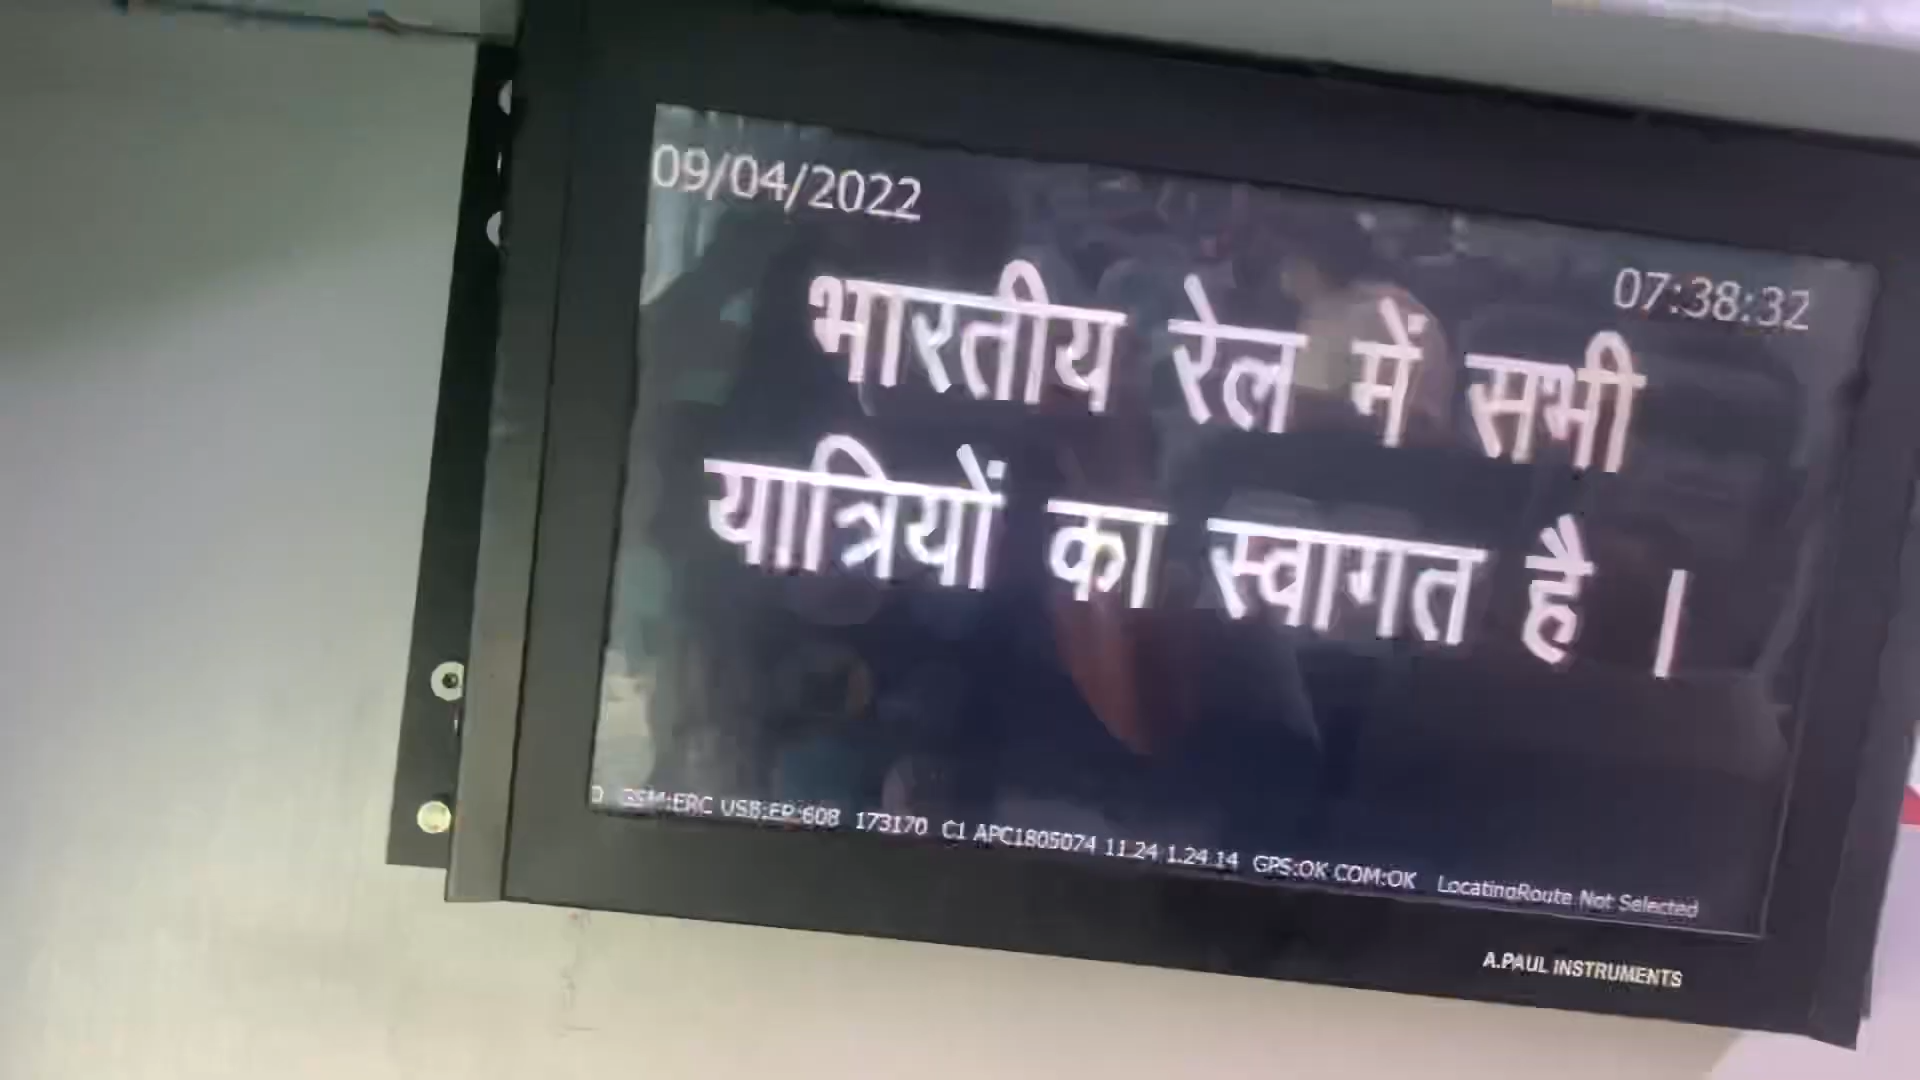 09/04/2022
07:38:32
भारतीय रेल में सभी
यात्रियों का स्वागत है ।
GSM:ERC USB:EP:608 173170 C1 APC1805074 11.24 1.24.14 GPS:OK COM:OK LocatingRoute Not Selected
A.PAUL INSTRUMENTS